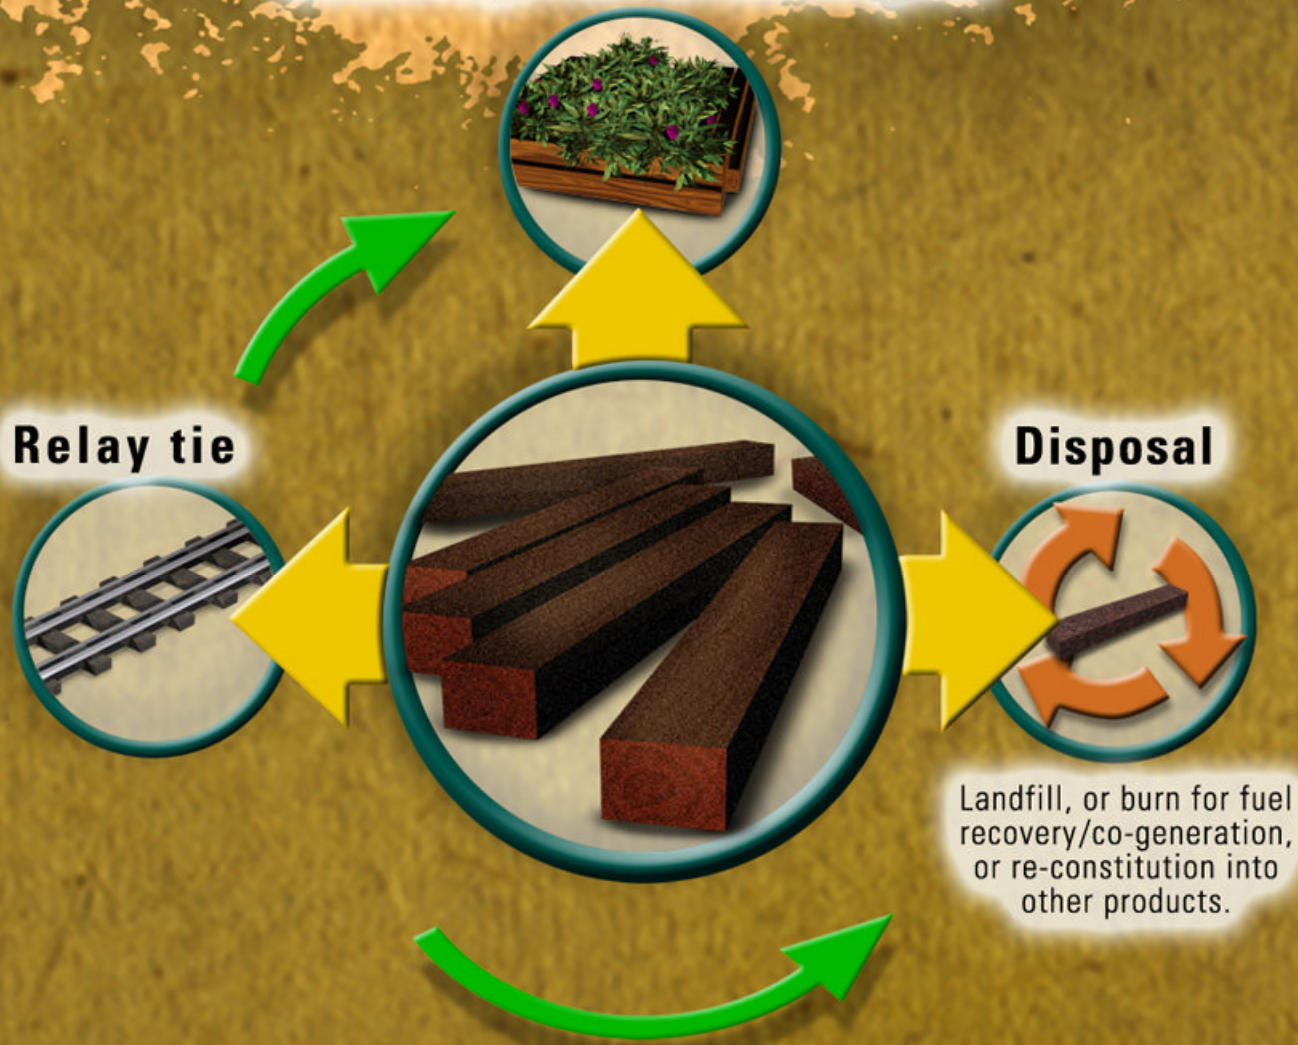 Relay tie
Disposal
Landfill, or burn for fuel
recovery/co-generation,
or re-constitution into
other products.